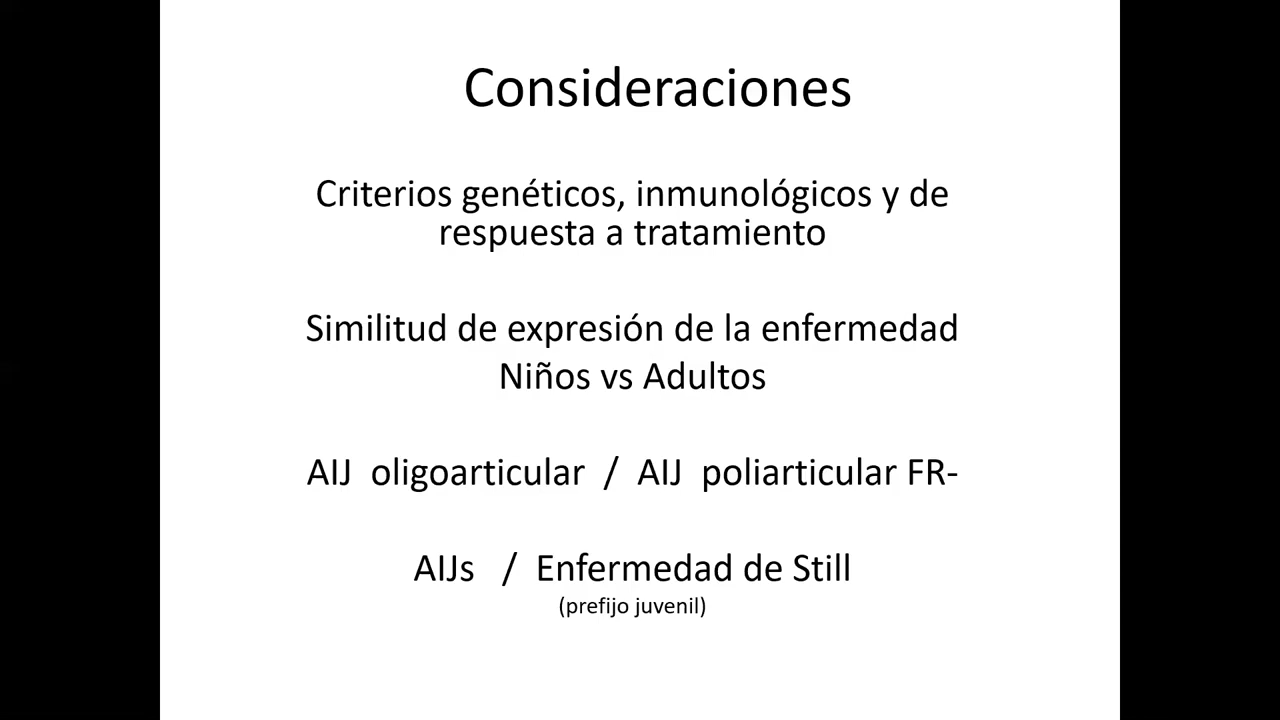 Consideraciones
Criterios genéticos, inmunológicos y de
respuesta a tratamiento
Similitud de expresión de la enfermedad
Niños vs Adultos
AIJ oligoarticular / AIJ poliarticular FR-
AIJs / Enfermedad de Still
(prefijo juvenil)